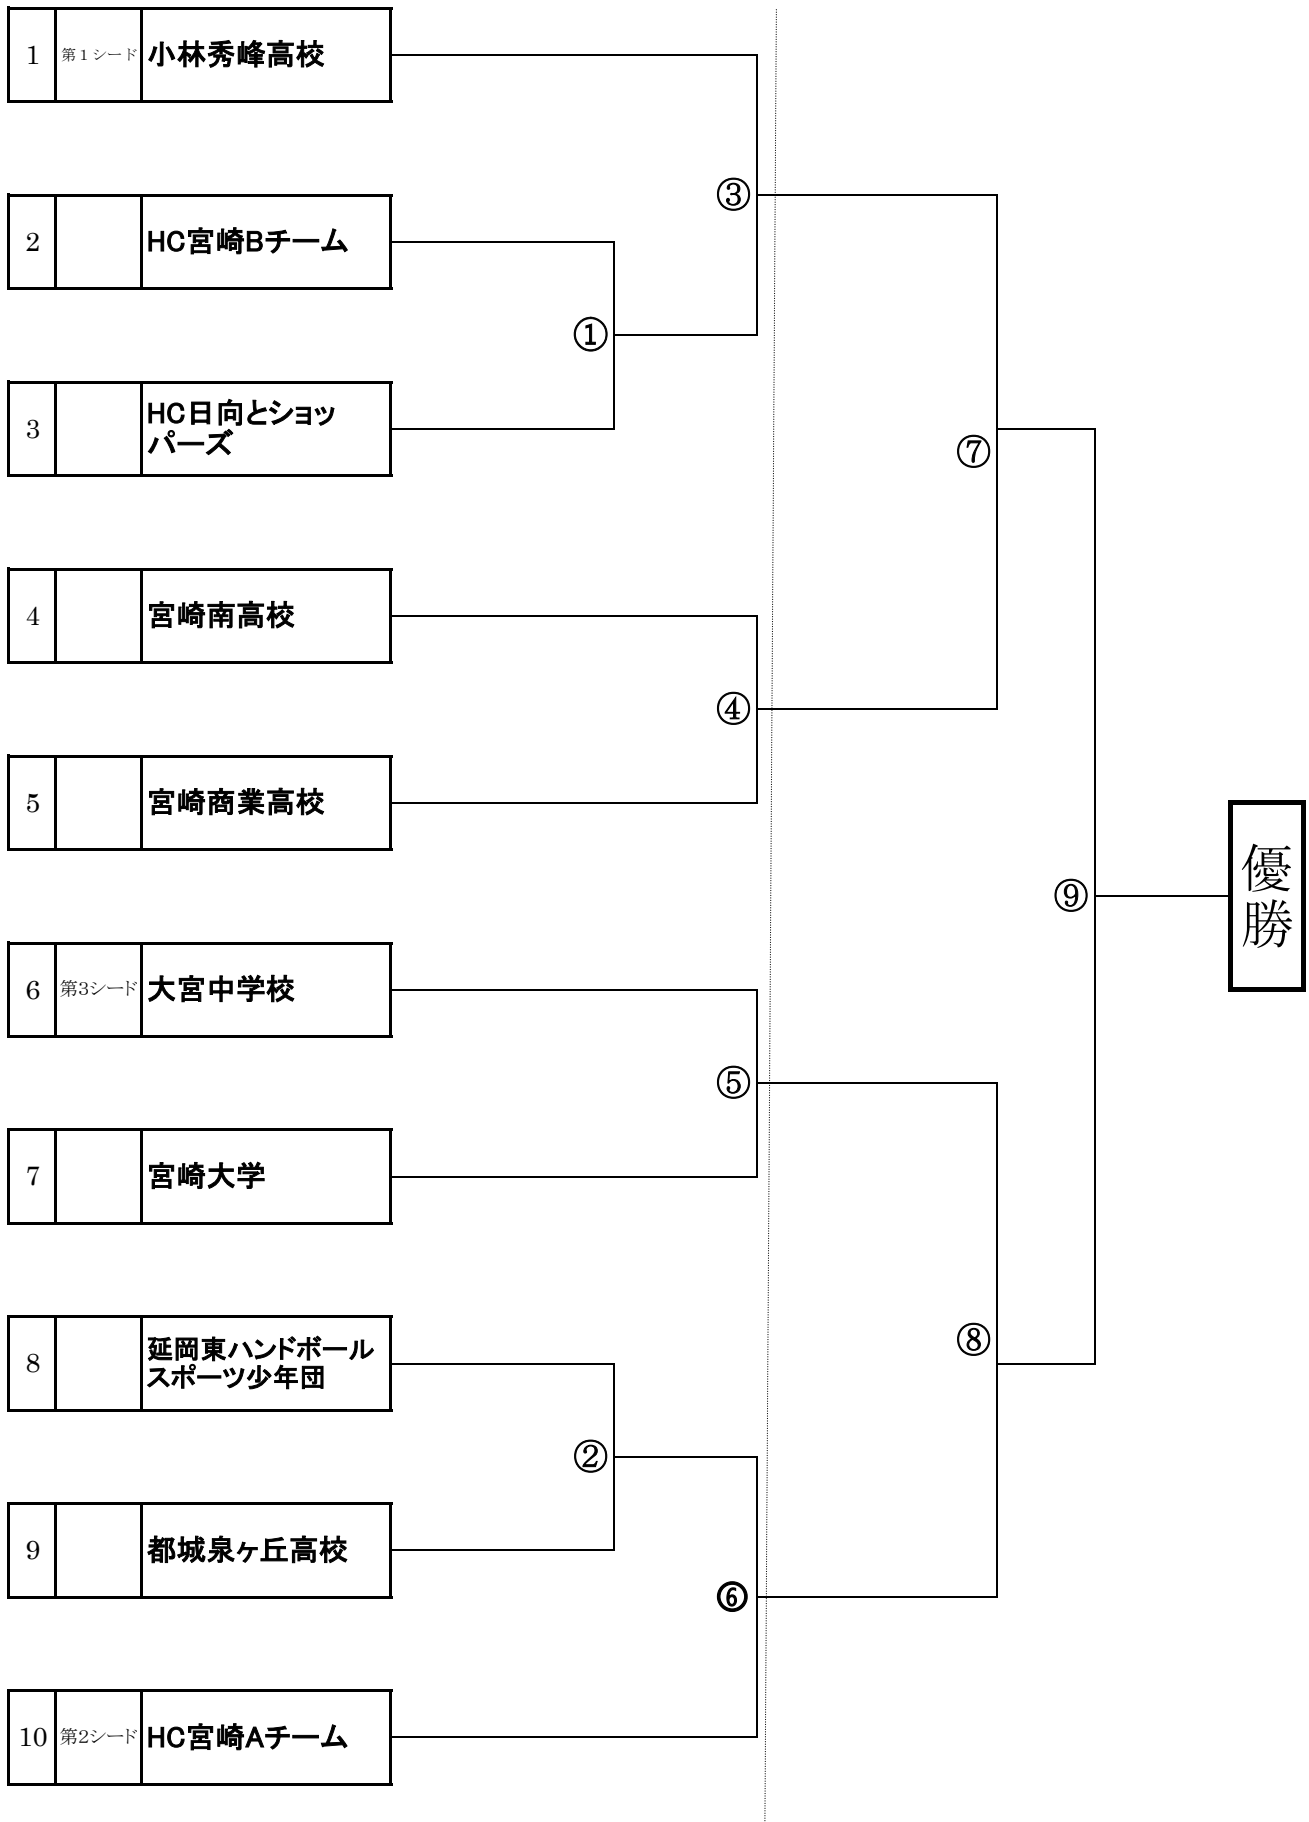 1 第１シード 小林秀峰高校
③
2 HC宮崎Bチーム
①
3 HC日向とショッ
パーズ
⑦
4 宮崎南高校
④
5 宮崎商業高校
優勝
⑨
6 第3シード 大宮中学校
⑤
7 宮崎大学
⑧
8 延岡東ハンドボール
スポーツ少年団
②
9 都城泉ヶ丘高校
⑥
10 第2シード HC宮崎Aチーム